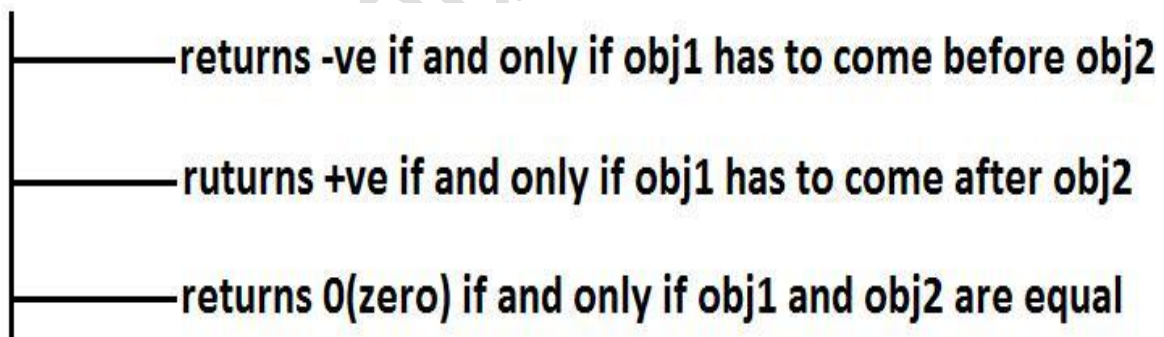 returns -ve if and only if obj1 has to come before obj2
ruturns +ve if and only if obj1 has to come after obj2
returns 0(zero) if and only if obj1 and obj2 are equal